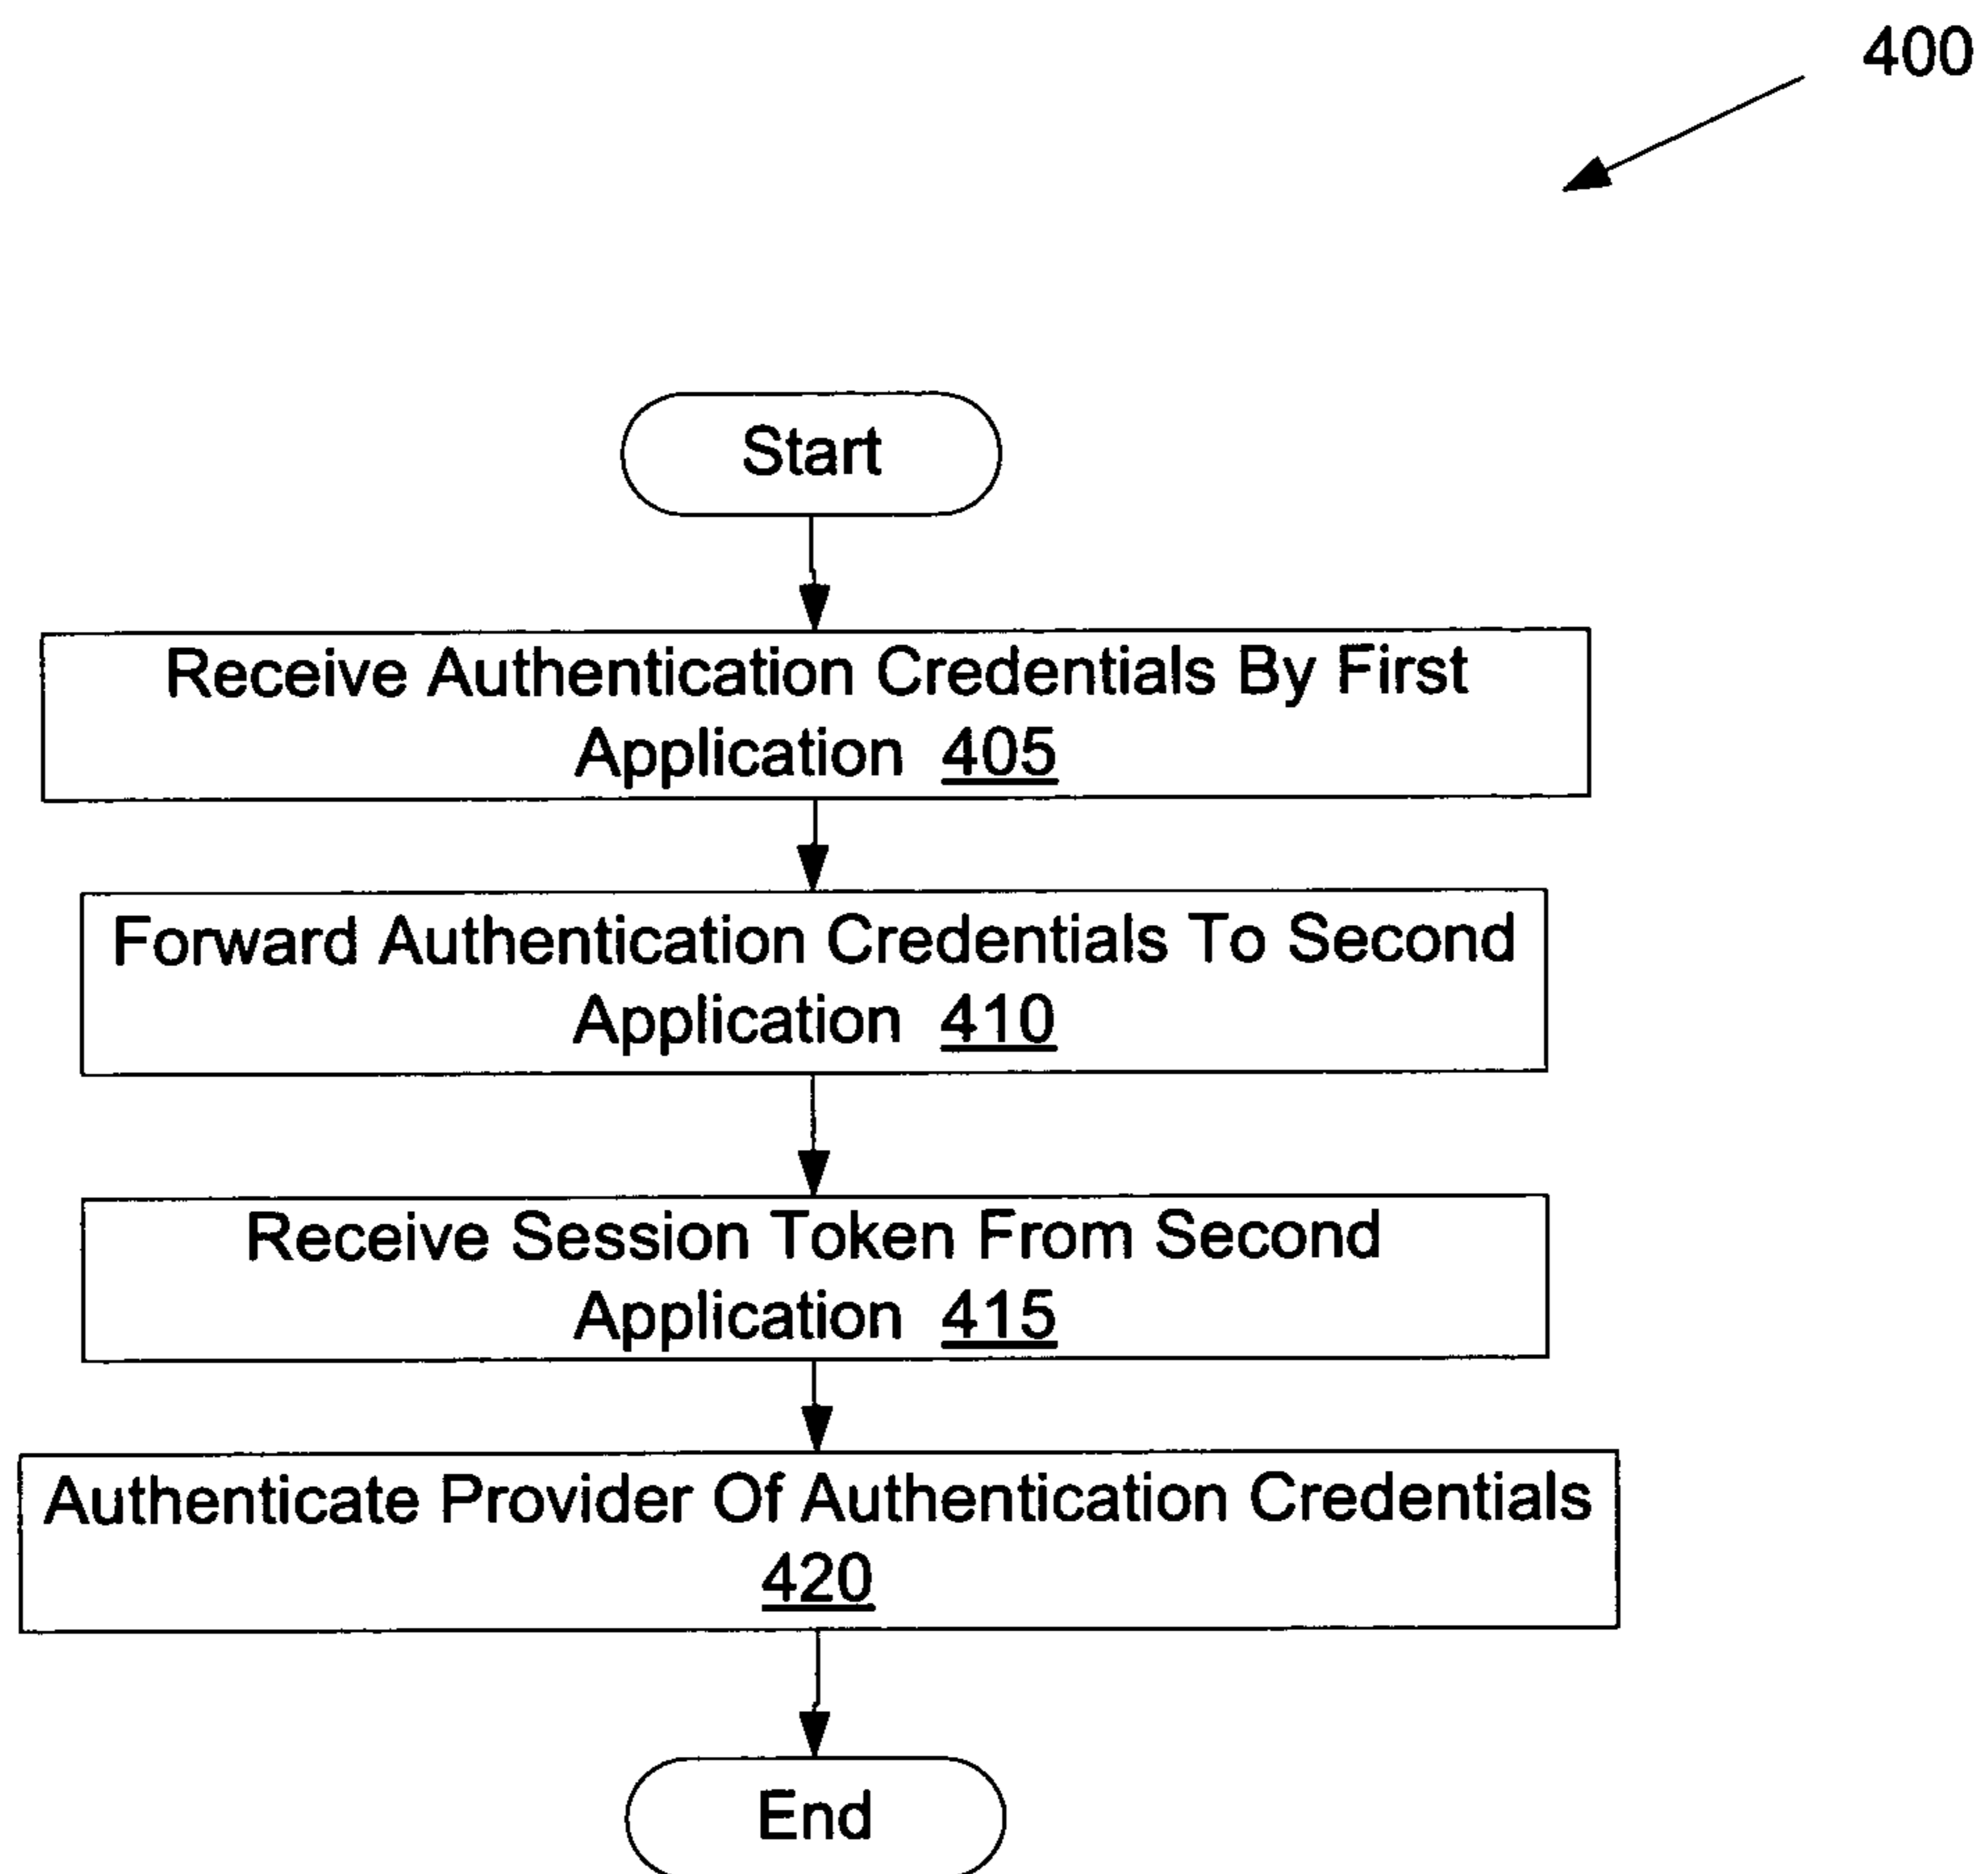 400
Start
Receive Authentication Credentials By First
Application 405
Forward Authentication Credentials To Second
Application 410
Receive Session Token From Second
Application 415
Authenticate Provider Of Authentication Credentials
420
End